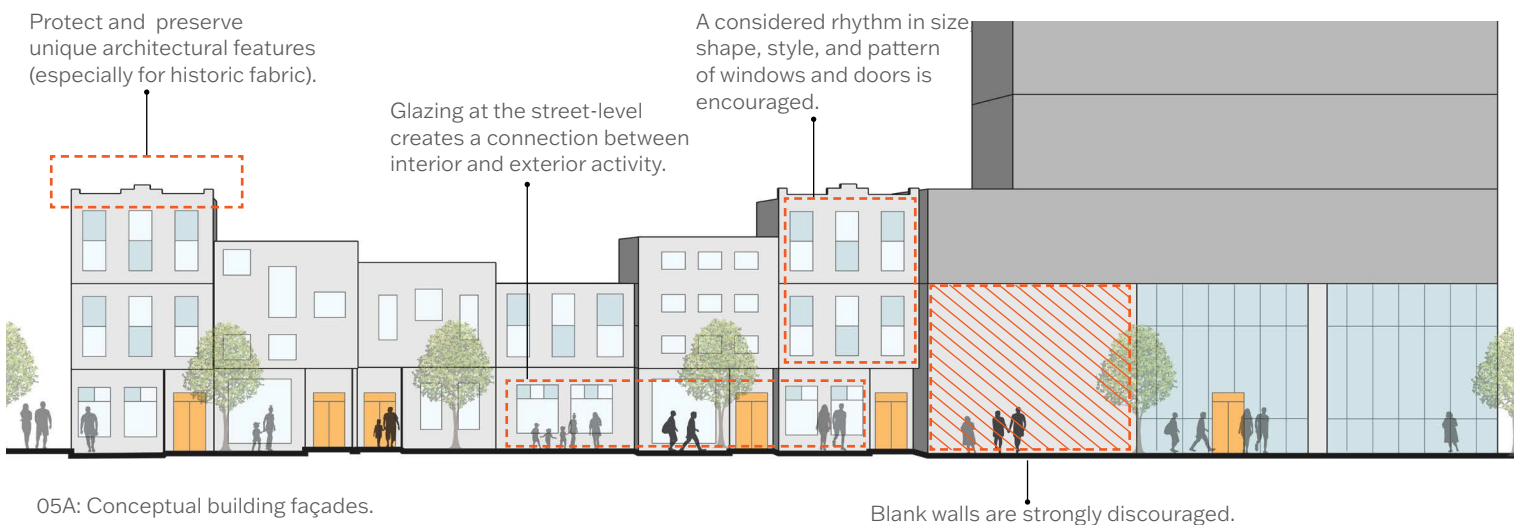 Protect and preserve
unique architectural features
(especially for historic fabric).
Glazing at the street-level
creates a connection between
interior and exterior activity.
A considered rhythm in size,
shape, style, and pattern
of windows and doors is
encouraged.
05A: Conceptual building façades.
Blank walls are strongly discouraged.